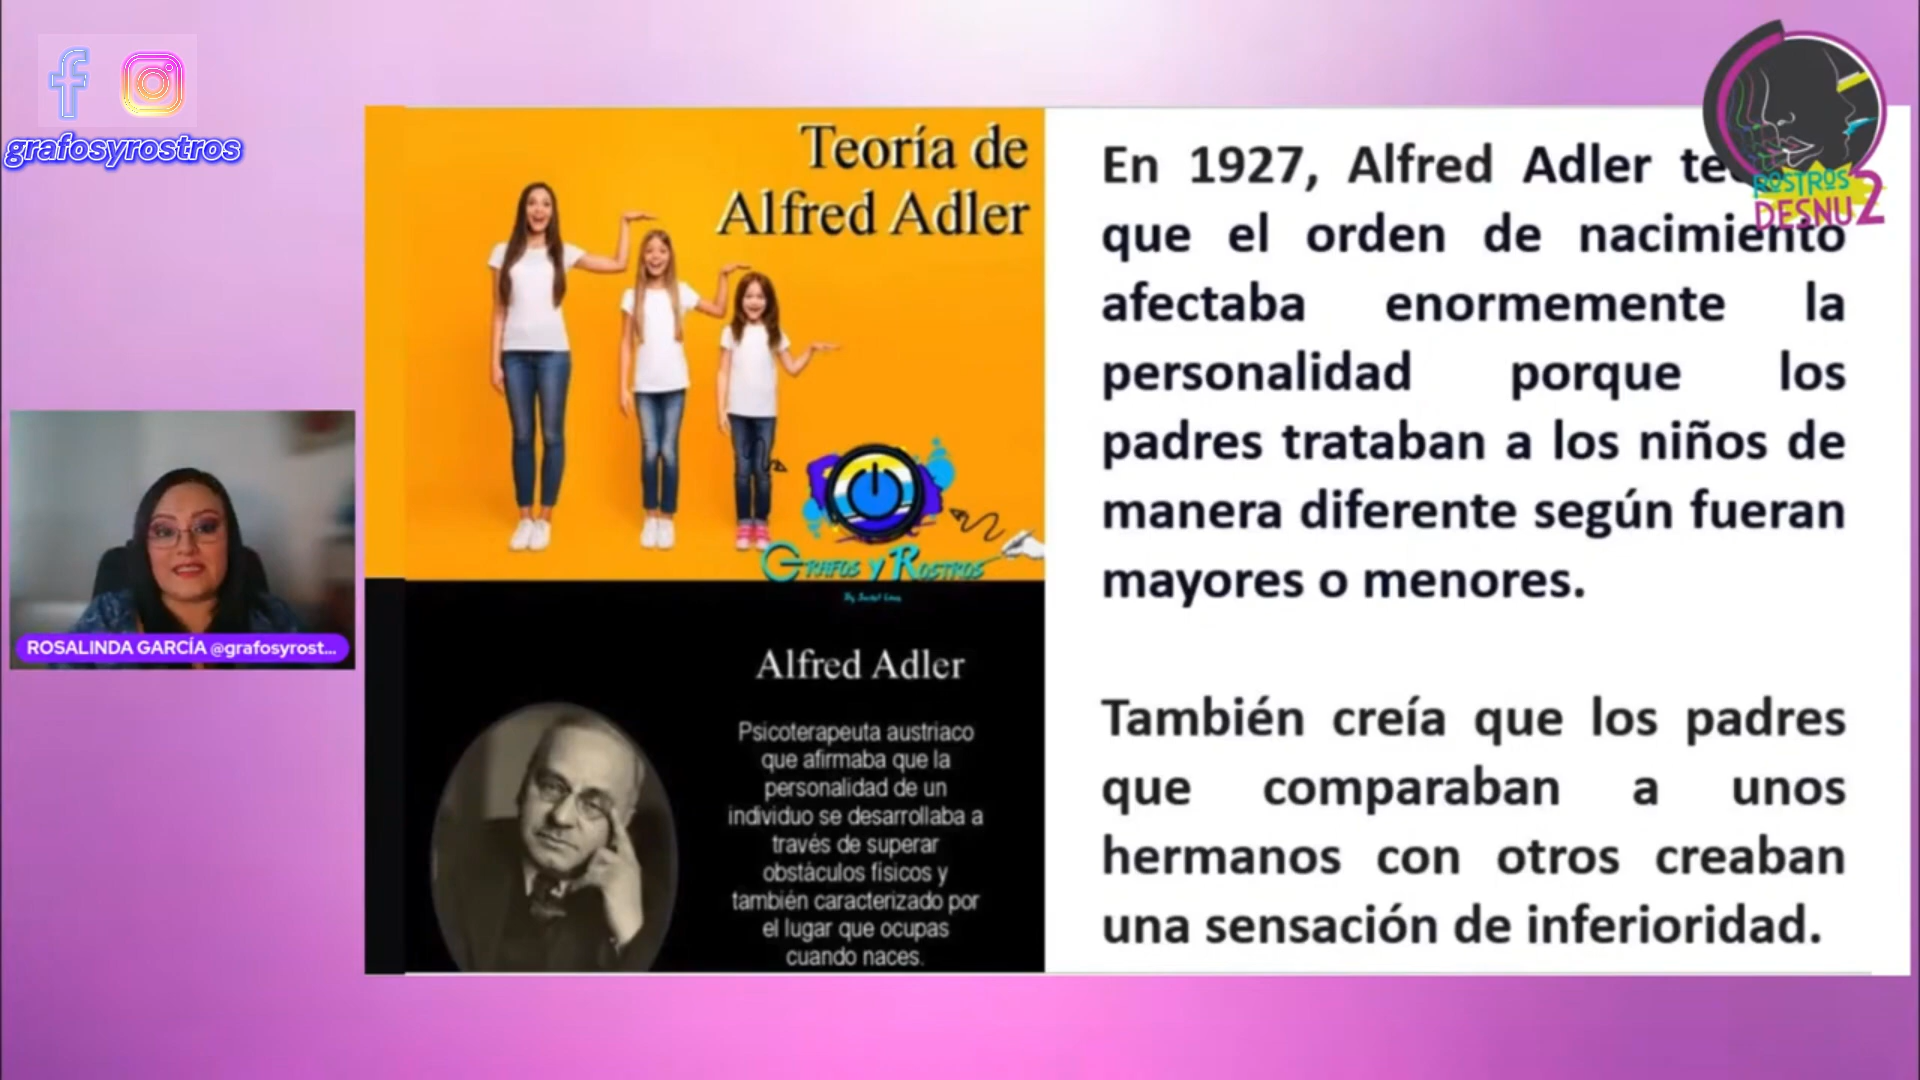 grafosyrostros
ROSALINDA GARCÍA @grafosyrost...
Teoría de
Alfred Adler
GRAFOS Y ROSTROS
Alfred Adler
Psicoterapeuta austriaco
que afirmaba que la
personalidad de un
individuo se desarrollaba a
través de superar
obstáculos físicos y
también caracterizado por
el lugar que ocupas
cuando naces.
ROSTROS
DESNU2
En 1927, Alfred Adler
que el orden de nacimiento
afectaba enormemente la
personalidad porque los
padres trataban a los niños de
manera diferente según fueran
mayores o menores.
También creía que los padres
que comparaban a unos
hermanos con otros creaban
una sensación de inferioridad.